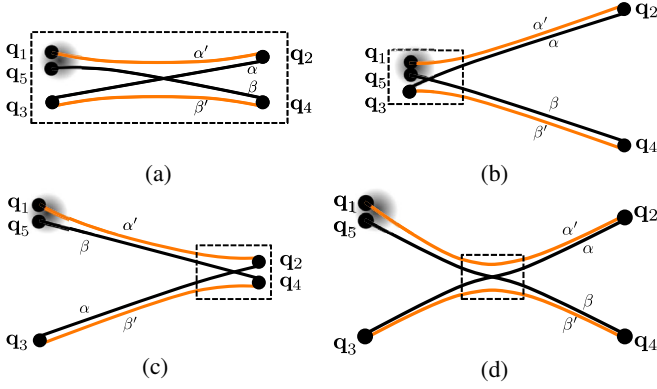 q₁ α′ q₂
q₅ α
β
q₃ β′ q₄
(a)
q₂
α′
q₁ α
q₅
q₃ β
β′
q₄
(b)
q₁
q₅ α′
β
q₂
q₄
α
β′
q₃
(c)
q₁ q₂
q₅ α′
α
β
β′
q₃ q₄
(d)